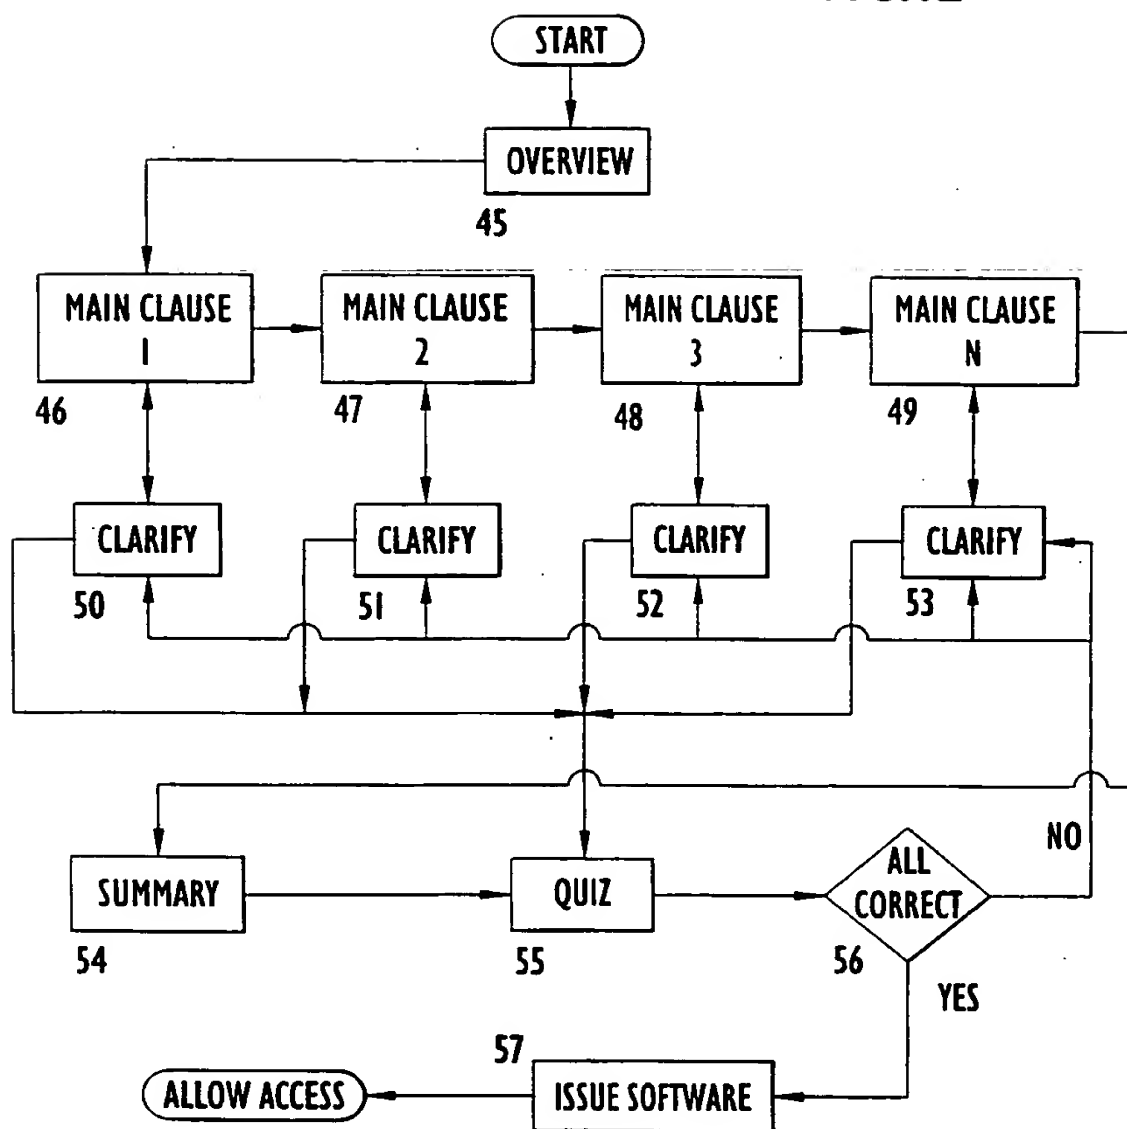 START
OVERVIEW
45
MAIN CLAUSE
1
MAIN CLAUSE
2
MAIN CLAUSE
3
MAIN CLAUSE
N
46
47
48
49
CLARIFY
CLARIFY
CLARIFY
CLARIFY
50
51
52
53
NO
SUMMARY
QUIZ
ALL
CORRECT
54
55
56
YES
57
ALLOW ACCESS
ISSUE SOFTWARE